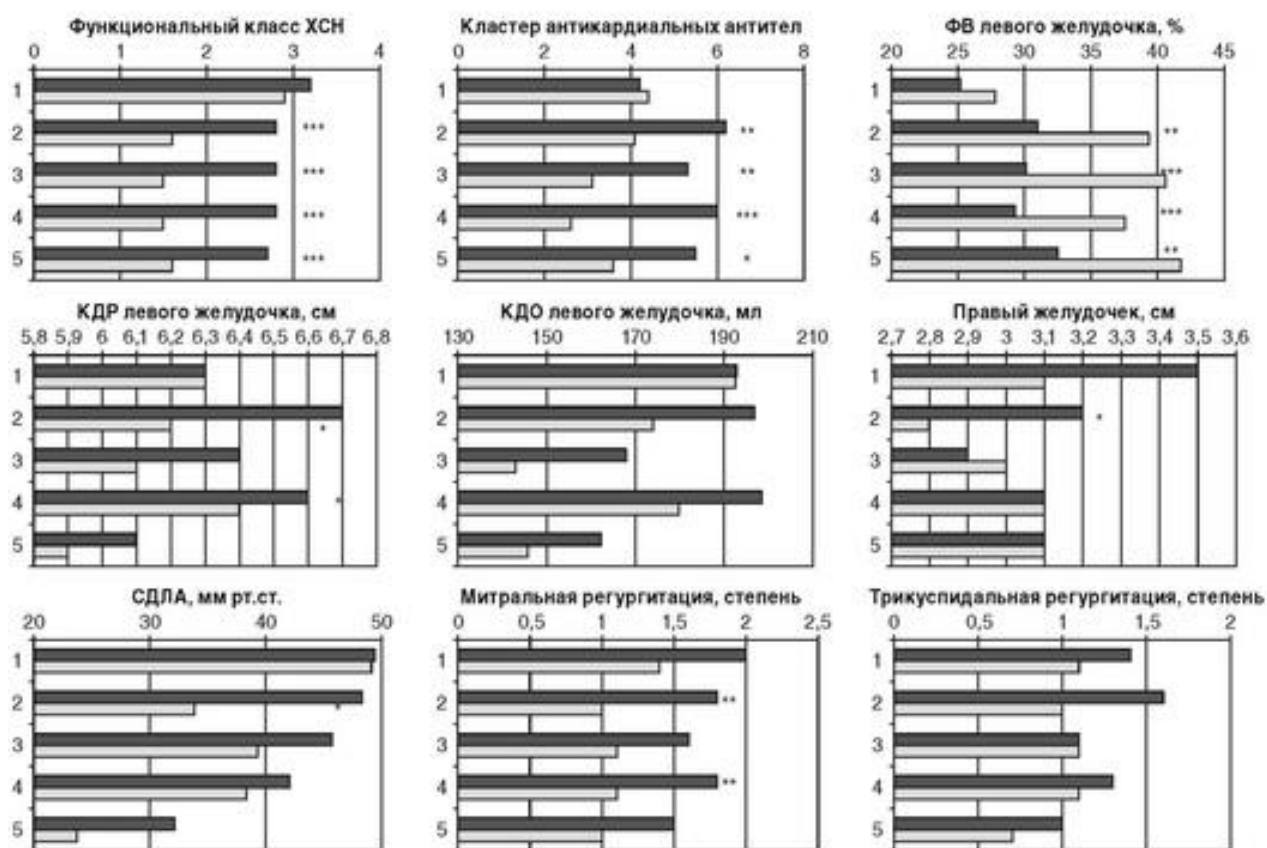 Функциональный класс ХСН
0 1 2 3 4
1
2 ***
3 ***
4 ***
5 ***
Кластер антикардиальных антител
0 2 4 6 8
1
2 **
3 **
4 ***
5 *
ФВ левого желудочка, %
20 25 30 35 40 45
1
2 **
3 ***
4 ***
5 **
КДР левого желудочка, см
5,8 5,9 6 6,1 6,2 6,3 6,4 6,5 6,6 6,7 6,8
1
2 *
3
4 *
5
КДО левого желудочка, мл
130 150 170 190 210
1
2
3
4
5
Правый желудочек, см
2,7 2,8 2,9 3 3,1 3,2 3,3 3,4 3,5 3,6
1
2 *
3
4
5
СДЛА, мм рт.ст.
20 30 40 50
1
2 *
3
4
5
Митральная регургитация, степень
0 0,5 1 1,5 2 2,5
1
2 **
3
4 **
5
Трикуспидальная регургитация, степень
0 0,5 1 1,5 2
1
2
3
4
5